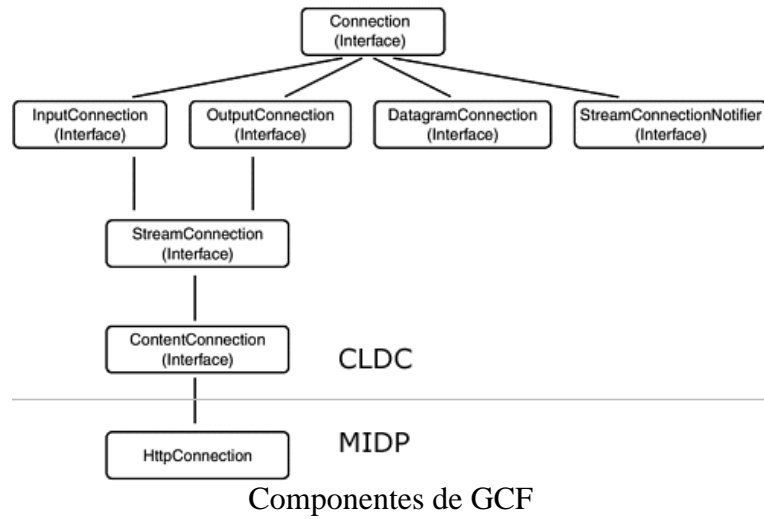 Connection
(Interface)
InputConnection
(Interface)
OutputConnection
(Interface)
DatagramConnection
(Interface)
StreamConnectionNotifier
(Interface)
StreamConnection
(Interface)
ContentConnection
(Interface)
CLDC
HttpConnection
MIDP
Componentes de GCF